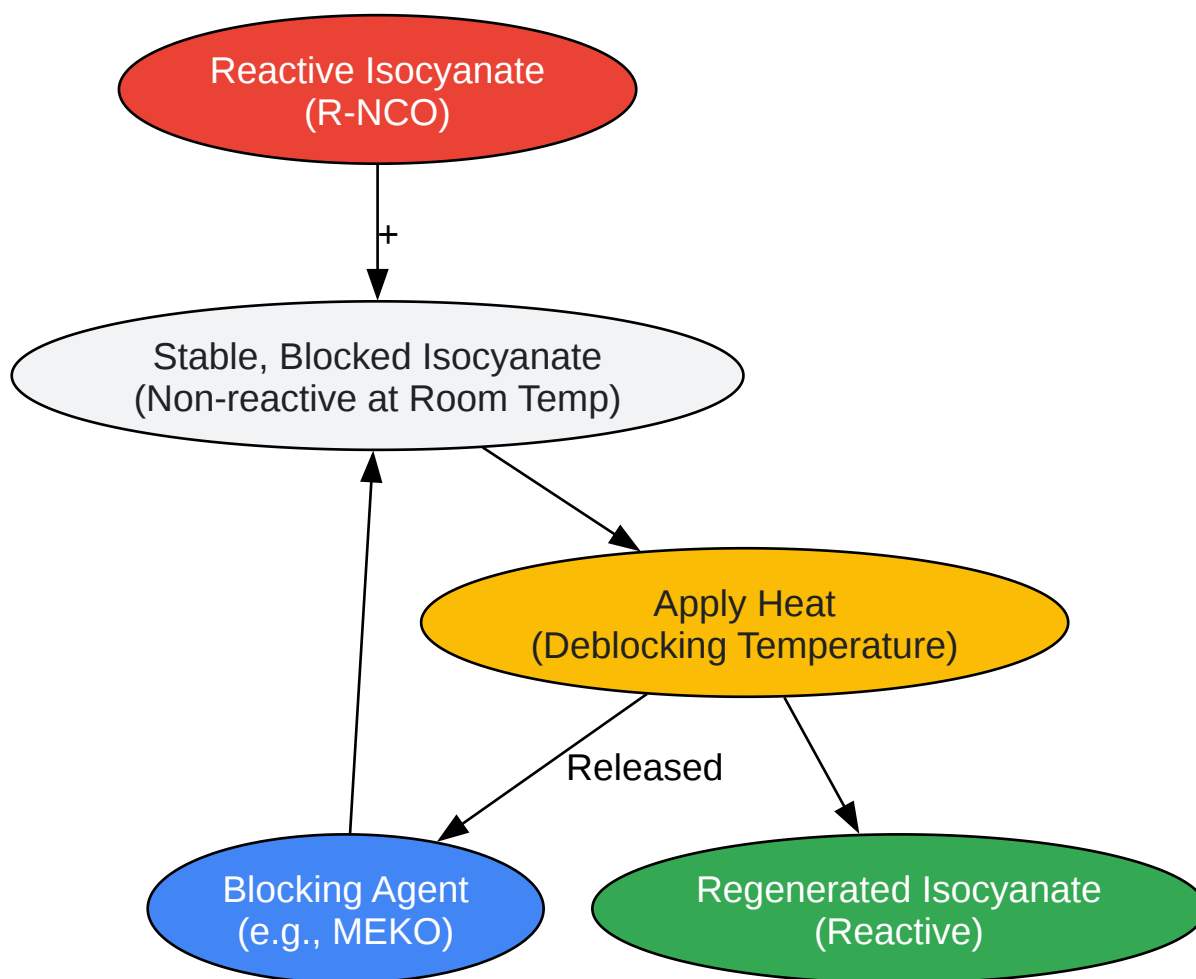 Reactive Isocyanate
(R-NCO)
+
Stable, Blocked Isocyanate
(Non-reactive at Room Temp)
Apply Heat
(Deblocking Temperature)
Released
Blocking Agent
(e.g., MEKO)
Regenerated Isocyanate
(Reactive)